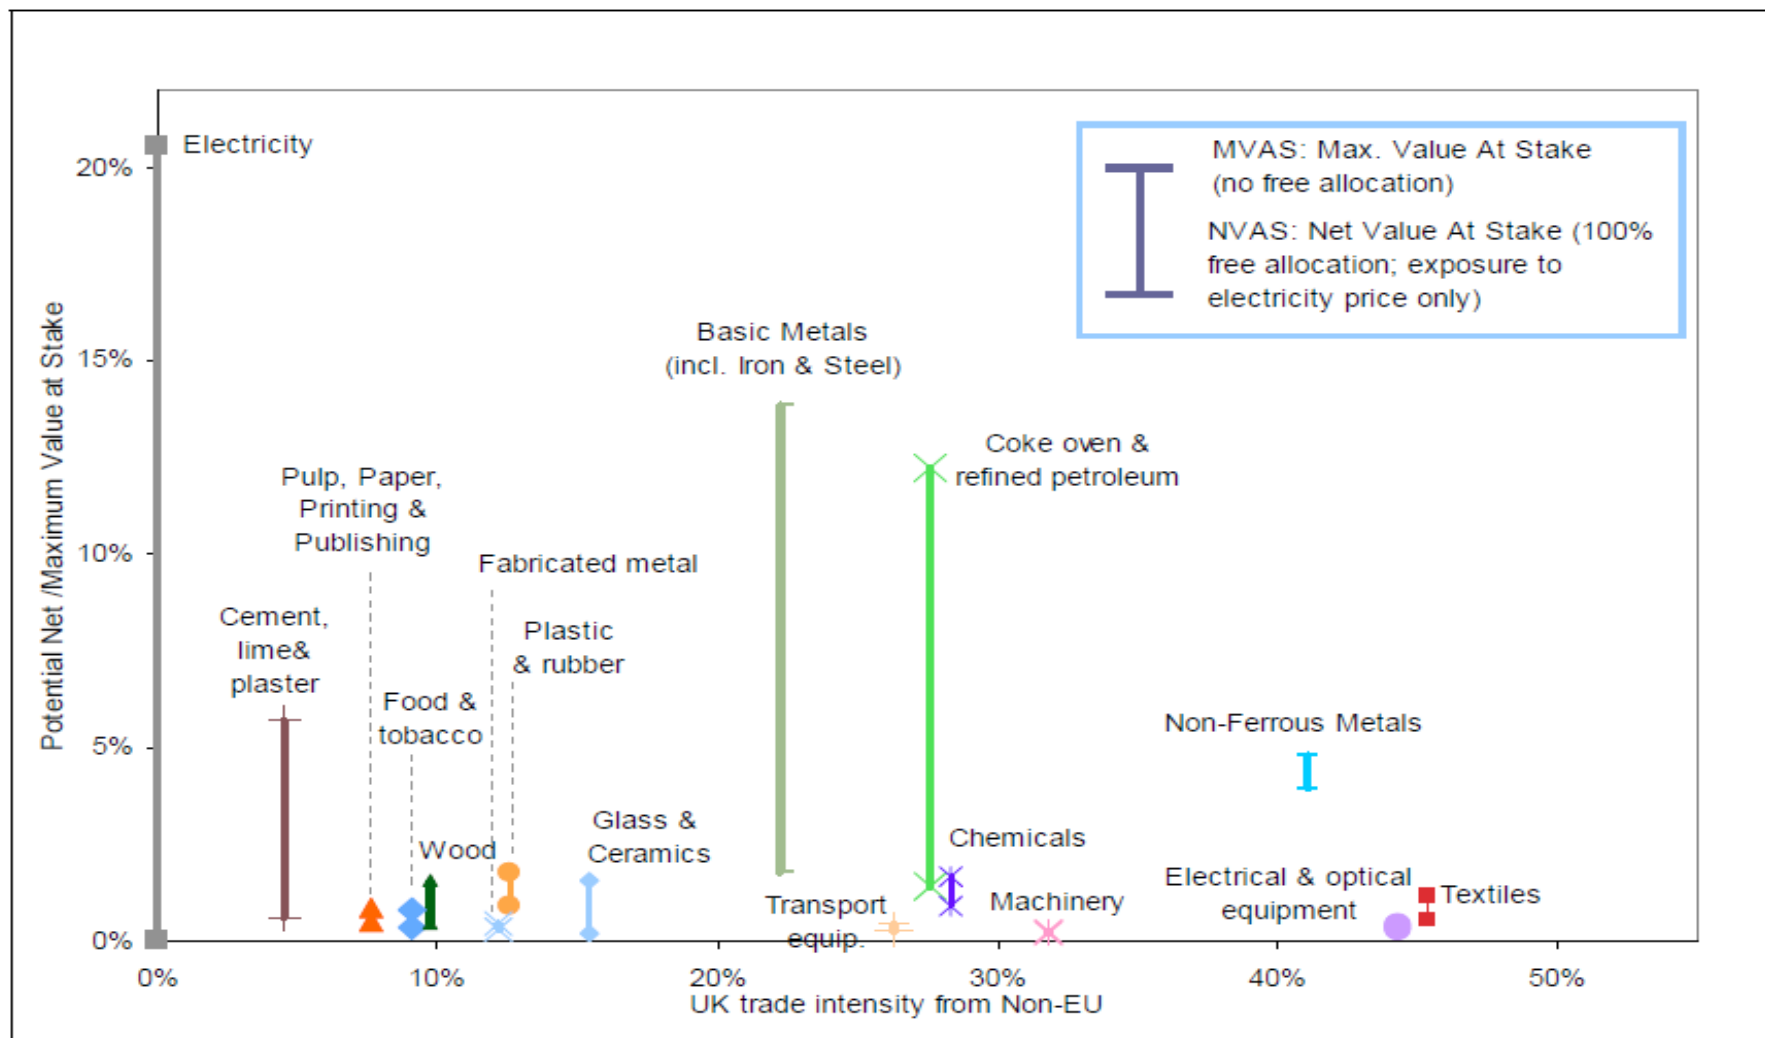 Electricity
20%
15%
10%
5%
0%
Potential Net /Maximum Value at Stake
MVAS: Max. Value At Stake
(no free allocation)
NVAS: Net Value At Stake (100%
free allocation; exposure to
electricity price only)
Basic Metals
(incl. Iron & Steel)
Coke oven &
refined petroleum
Pulp, Paper,
Printing &
Publishing
Fabricated metal
Cement,
lime&
plaster
Plastic
& rubber
Food &
tobacco
Non-Ferrous Metals
Wood
Glass &
Ceramics
Chemicals
Transport
equip.
Machinery
Electrical & optical
equipment
Textiles
0%
10%
20%
30%
40%
50%
UK trade intensity from Non-EU